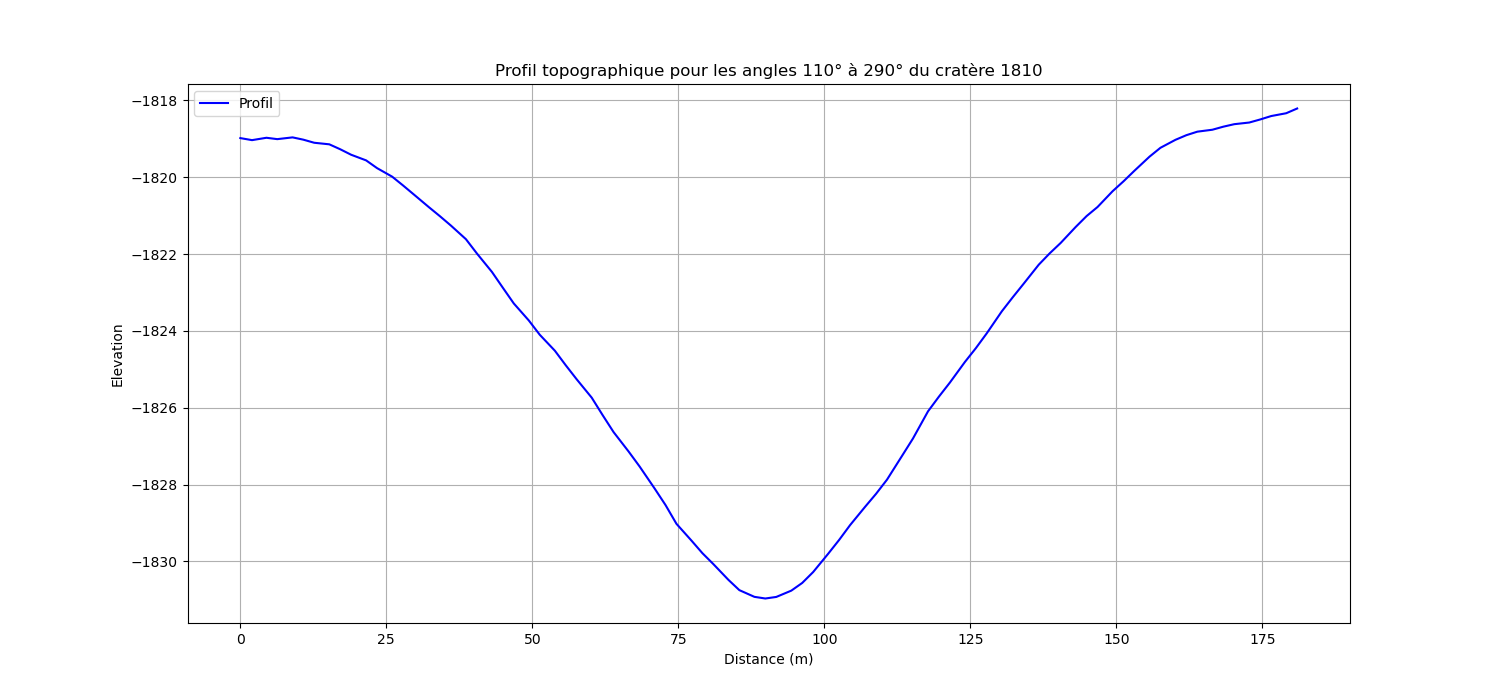 Profil topographique pour les angles 110° à 290° du cratère 1810
Profil
−1818
−1820
−1822
−1824
−1826
−1828
−1830
Elevation
0 25 50 75 100 125 150 175
Distance (m)